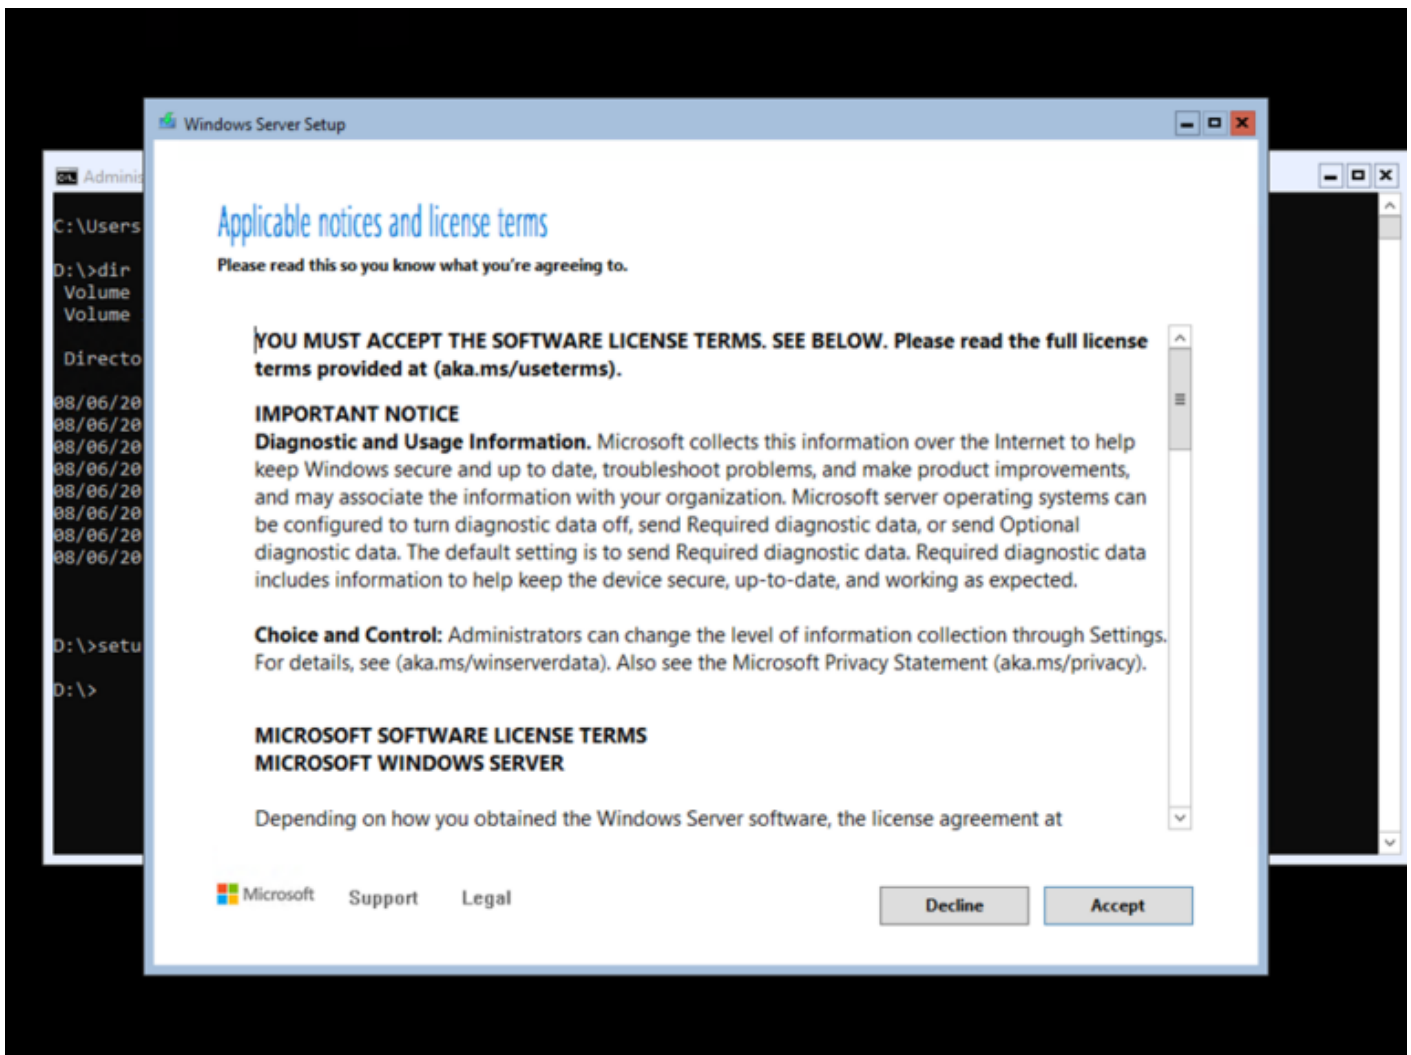 Windows Server Setup
Adminis
C:\Users
D:\>dir
Volume
Volume
Directo
08/06/20
08/06/20
08/06/20
08/06/20
08/06/20
08/06/20
08/06/20
08/06/20
D:\>setu
D:\>
Applicable notices and license terms
Please read this so you know what you're agreeing to.
YOU MUST ACCEPT THE SOFTWARE LICENSE TERMS. SEE BELOW. Please read the full license
terms provided at (aka.ms/useterms).
IMPORTANT NOTICE
Diagnostic and Usage Information. Microsoft collects this information over the Internet to help
keep Windows secure and up to date, troubleshoot problems, and make product improvements,
and may associate the information with your organization. Microsoft server operating systems can
be configured to turn diagnostic data off, send Required diagnostic data, or send Optional
diagnostic data. The default setting is to send Required diagnostic data. Required diagnostic data
includes information to help keep the device secure, up-to-date, and working as expected.
Choice and Control: Administrators can change the level of information collection through Settings.
For details, see (aka.ms/winserverdata). Also see the Microsoft Privacy Statement (aka.ms/privacy).
MICROSOFT SOFTWARE LICENSE TERMS
MICROSOFT WINDOWS SERVER
Depending on how you obtained the Windows Server software, the license agreement at
Microsoft Support Legal
Decline Accept